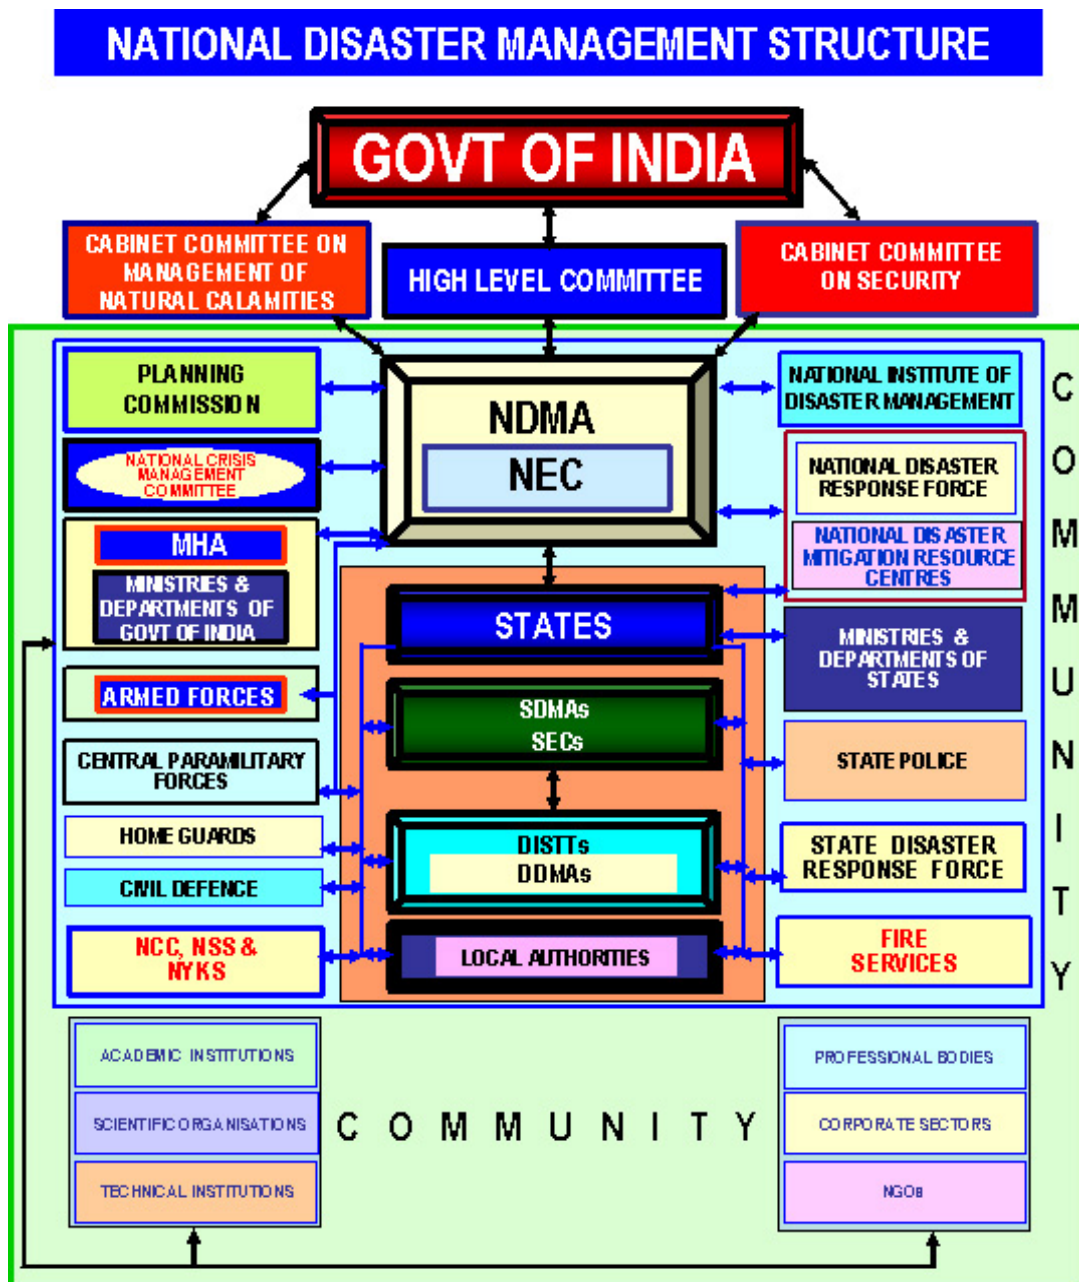 NATIONAL DISASTER MANAGEMENT STRUCTURE
GOVT OF INDIA
CABINET COMMITTEE ON
MANAGEMENT OF
NATURAL CALAMITIES
HIGH LEVEL COMMITTEE
CABINET COMMITTEE
ON SECURITY
PLANNING
COMMISSION
NATIONAL CRISIS
MANAGEMENT
COMMITTEE
MHA
MINISTRIES &
DEPARTMENTS OF
GOVT OF INDIA
ARMED FORCES
CENTRAL PARAMILITARY
FORCES
HOME GUARDS
CIVIL DEFENCE
NCC, NSS &
NYKS
NDMA
NEC
STATES
SDMAs
SECs
DISTTs
DDMAs
LOCAL AUTHORITIES
NATIONAL INSTITUTE OF
DISASTER MANAGEMENT
NATIONAL DISASTER
RESPONSE FORCE
NATIONAL DISASTER
MITIGATION RESOURCE
CENTRES
MINISTRIES &
DEPARTMENTS OF
STATES
STATE POLICE
STATE DISASTER
RESPONSE FORCE
FIRE
SERVICES
COMMUNITY
ACADEMIC INSTITUTIONS
SCIENTIFIC ORGANISATIONS
TECHNICAL INSTITUTIONS
COMMUNITY
PROFESSIONAL BODIES
CORPORATE SECTORS
NGOs